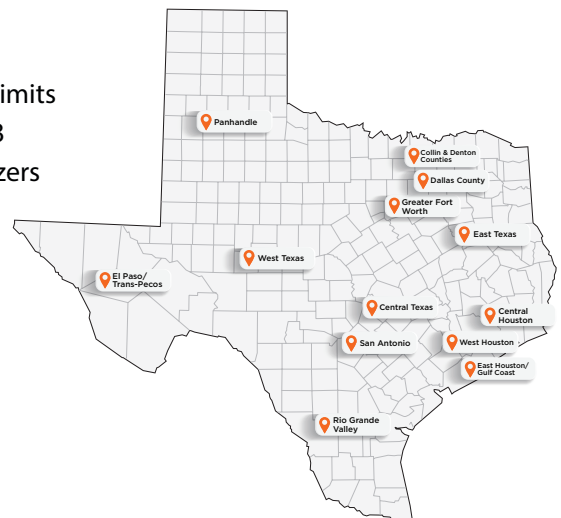 imits
3
zers
Panhandle
Collin & Denton
Counties
Dallas County
Greater Fort
Worth
East Texas
West Texas
El Paso/
Trans-Pecos
Central Texas
Central
Houston
San Antonio
West Houston
East Houston/
Gulf Coast
Rio Grande
Valley